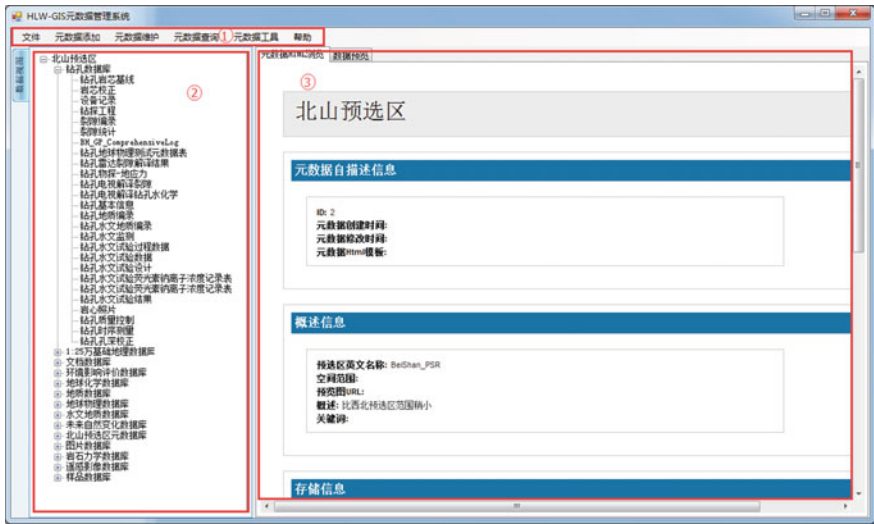 HLW-GIS元数据管理系统
文件 元数据添加 元数据维护 元数据查询 ① 元数据工具 帮助
元数据XML浏览 数据预览
数据视图
②
③
北山预选区
钻孔数据库
钻孔岩芯基线
岩芯校正
设备记录
钻探工程
裂隙编录
裂隙统计
BH_GP_ComprehensiveLog
钻孔地球物理测试元数据表
钻孔雷达裂隙解译结果
钻孔物探-地应力
钻孔电视解译裂隙
钻孔电视解译钻孔水化学
钻孔基本信息
钻孔地质编录
钻孔水文地质编录
钻孔水文监测
钻孔水文试验过程数据
钻孔水文试验数据
钻孔水文试验设计
钻孔水文试验荧光素钠离子浓度记录表
钻孔水文试验荧光素钠离子浓度记录表
钻孔水文试验结果
岩心照片
钻孔质量控制
钻孔时序测量
钻孔孔深校正
1:25万基础地理数据库
文档数据库
环境影响评价数据库
地球化学数据库
地质数据库
地球物理数据库
水文地质数据库
未来自然变化数据库
北山预选区元数据库
图片数据库
岩石力学数据库
遥感影像数据库
样品数据库
北山预选区
元数据自描述信息
ID: 2
元数据创建时间:
元数据修改时间:
元数据Html模板:
概述信息
预选区英文名称: BeiShan_PSR
空间范围:
预览图URL:
概述: 比西北预选区范围稍小
关键词:
存储信息